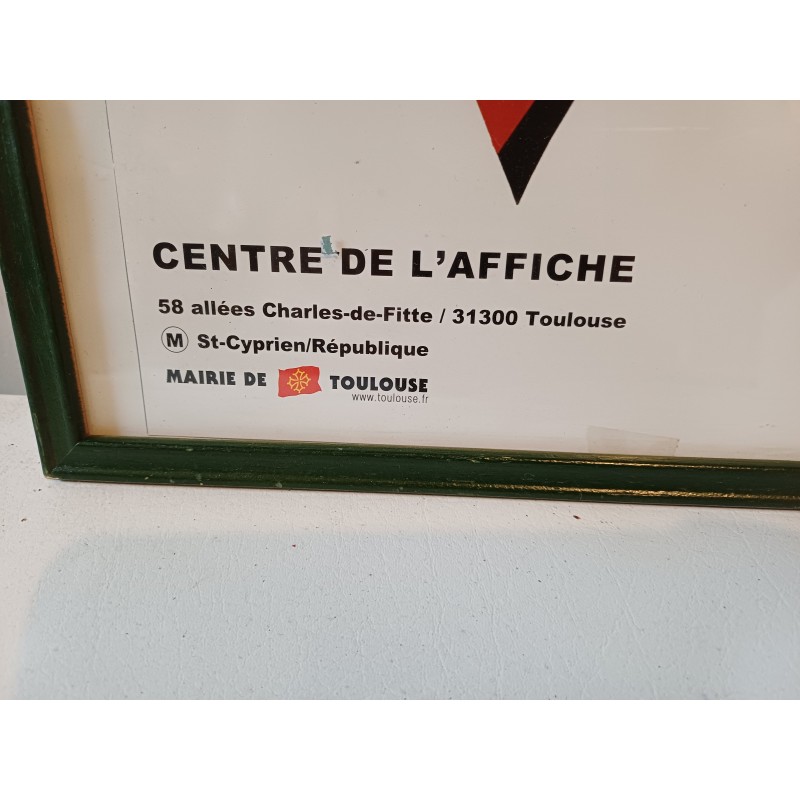 CENTRE DE L'AFFICHE
58 allées Charles-de-Fitte / 31300 Toulouse
M St-Cyprien/République
MAIRIE DE TOULOUSE
www.toulouse.fr